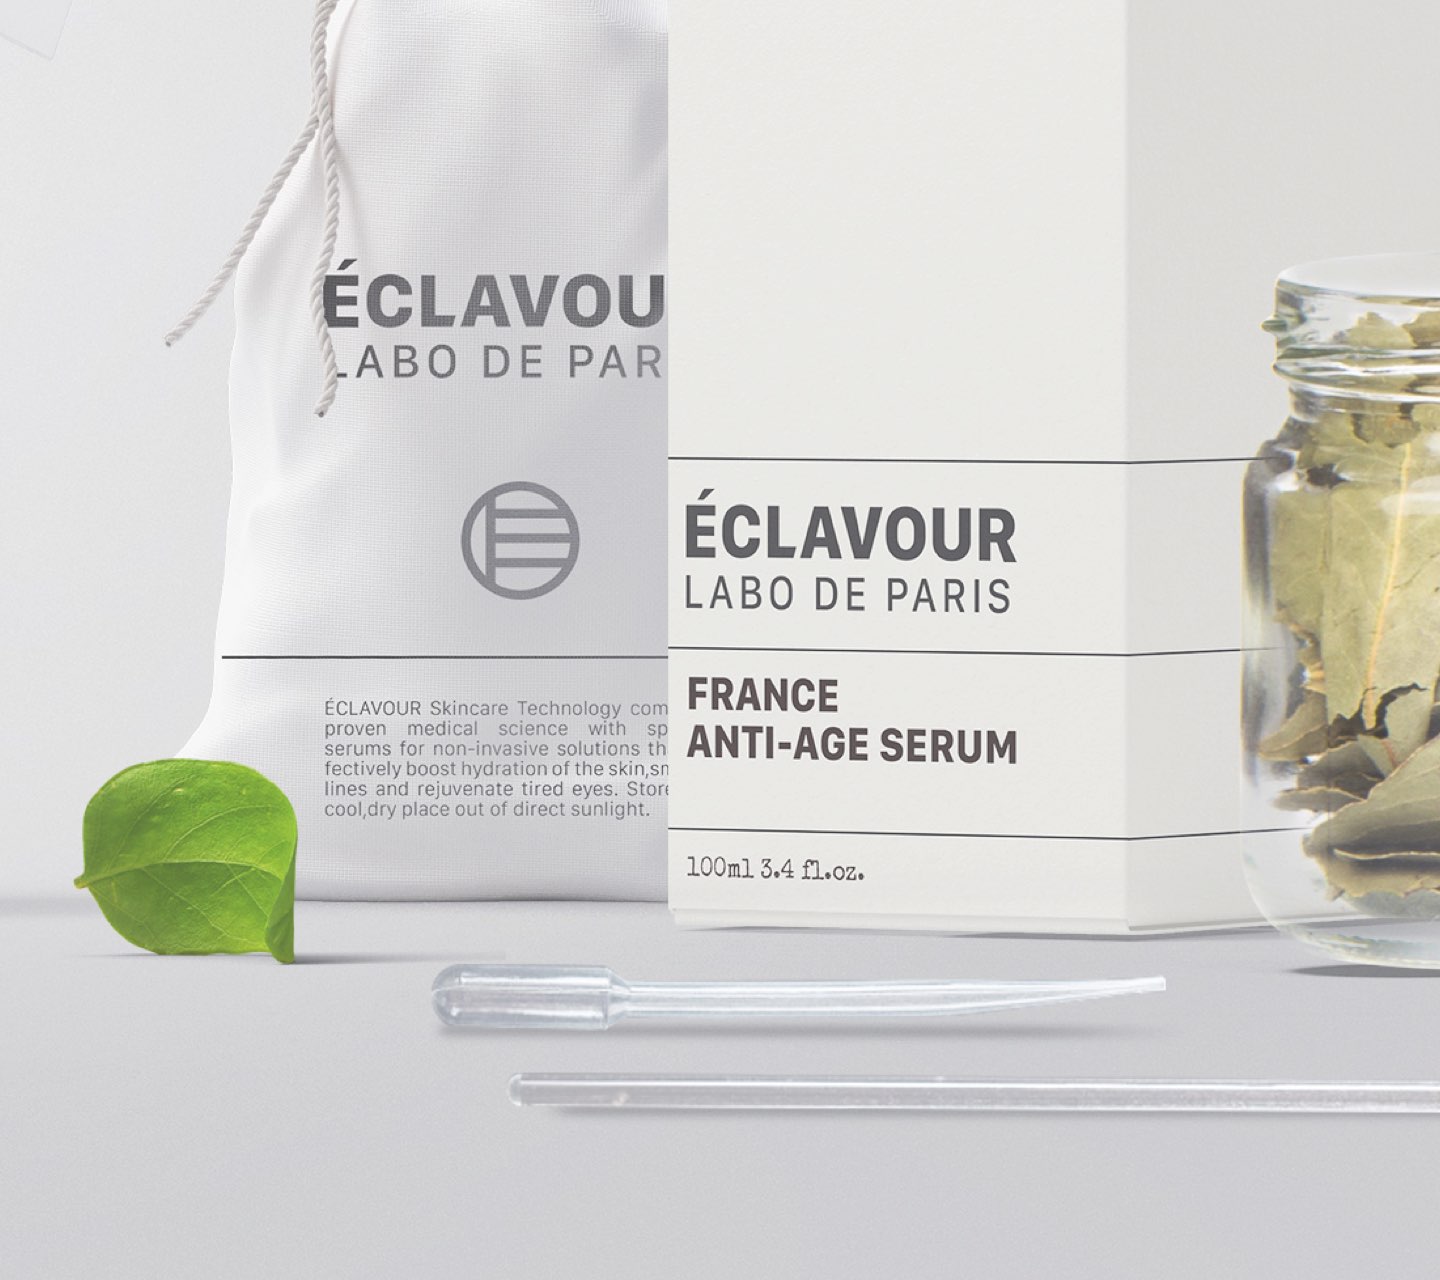 ÉCLAVOU
LABO DE PAR
ÉCLAVOUR Skincare Technology com
proven medical science with sp
serums for non-invasive solutions th
fectively boost hydration of the skin,sm
lines and rejuvenate tired eyes. Store
cool,dry place out of direct sunlight.
ÉCLAVOUR
LABO DE PARIS
FRANCE
ANTI-AGE SERUM
100ml 3.4 fl.oz.